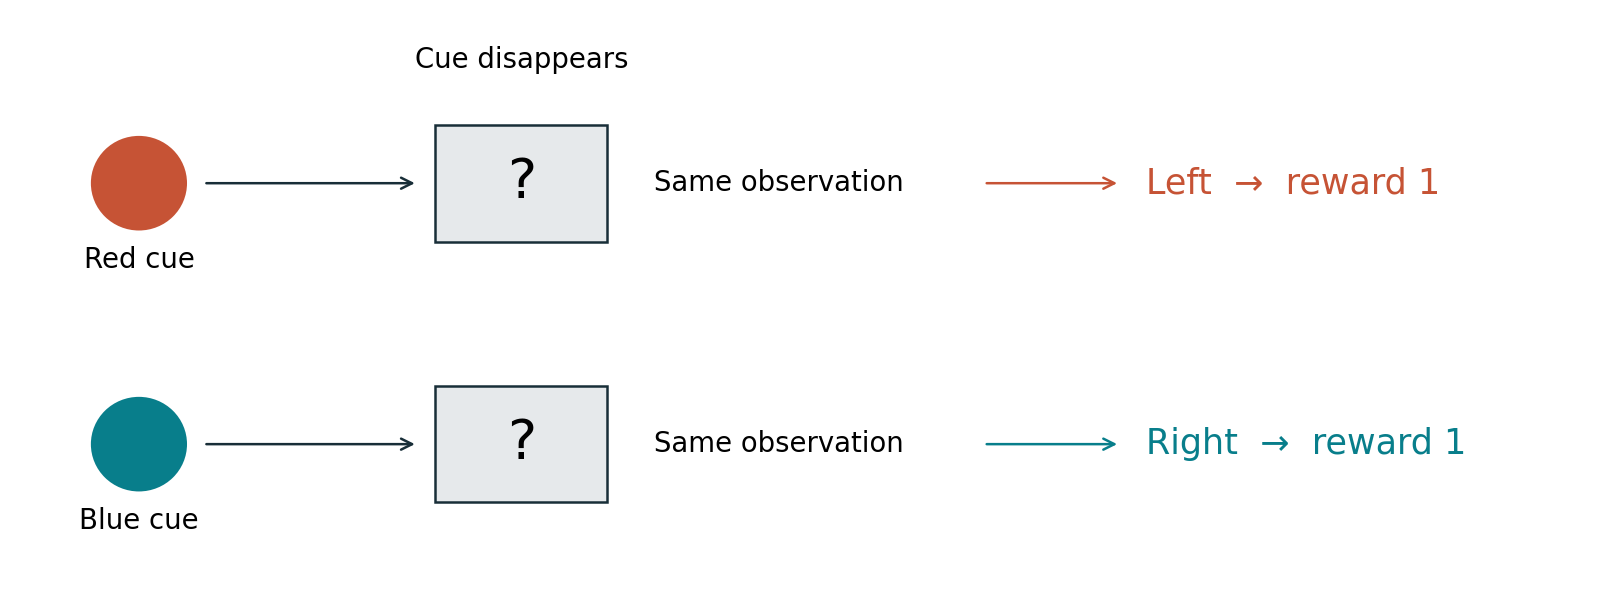 Cue disappears
? Same observation Left → reward 1
Red cue
? Same observation Right → reward 1
Blue cue